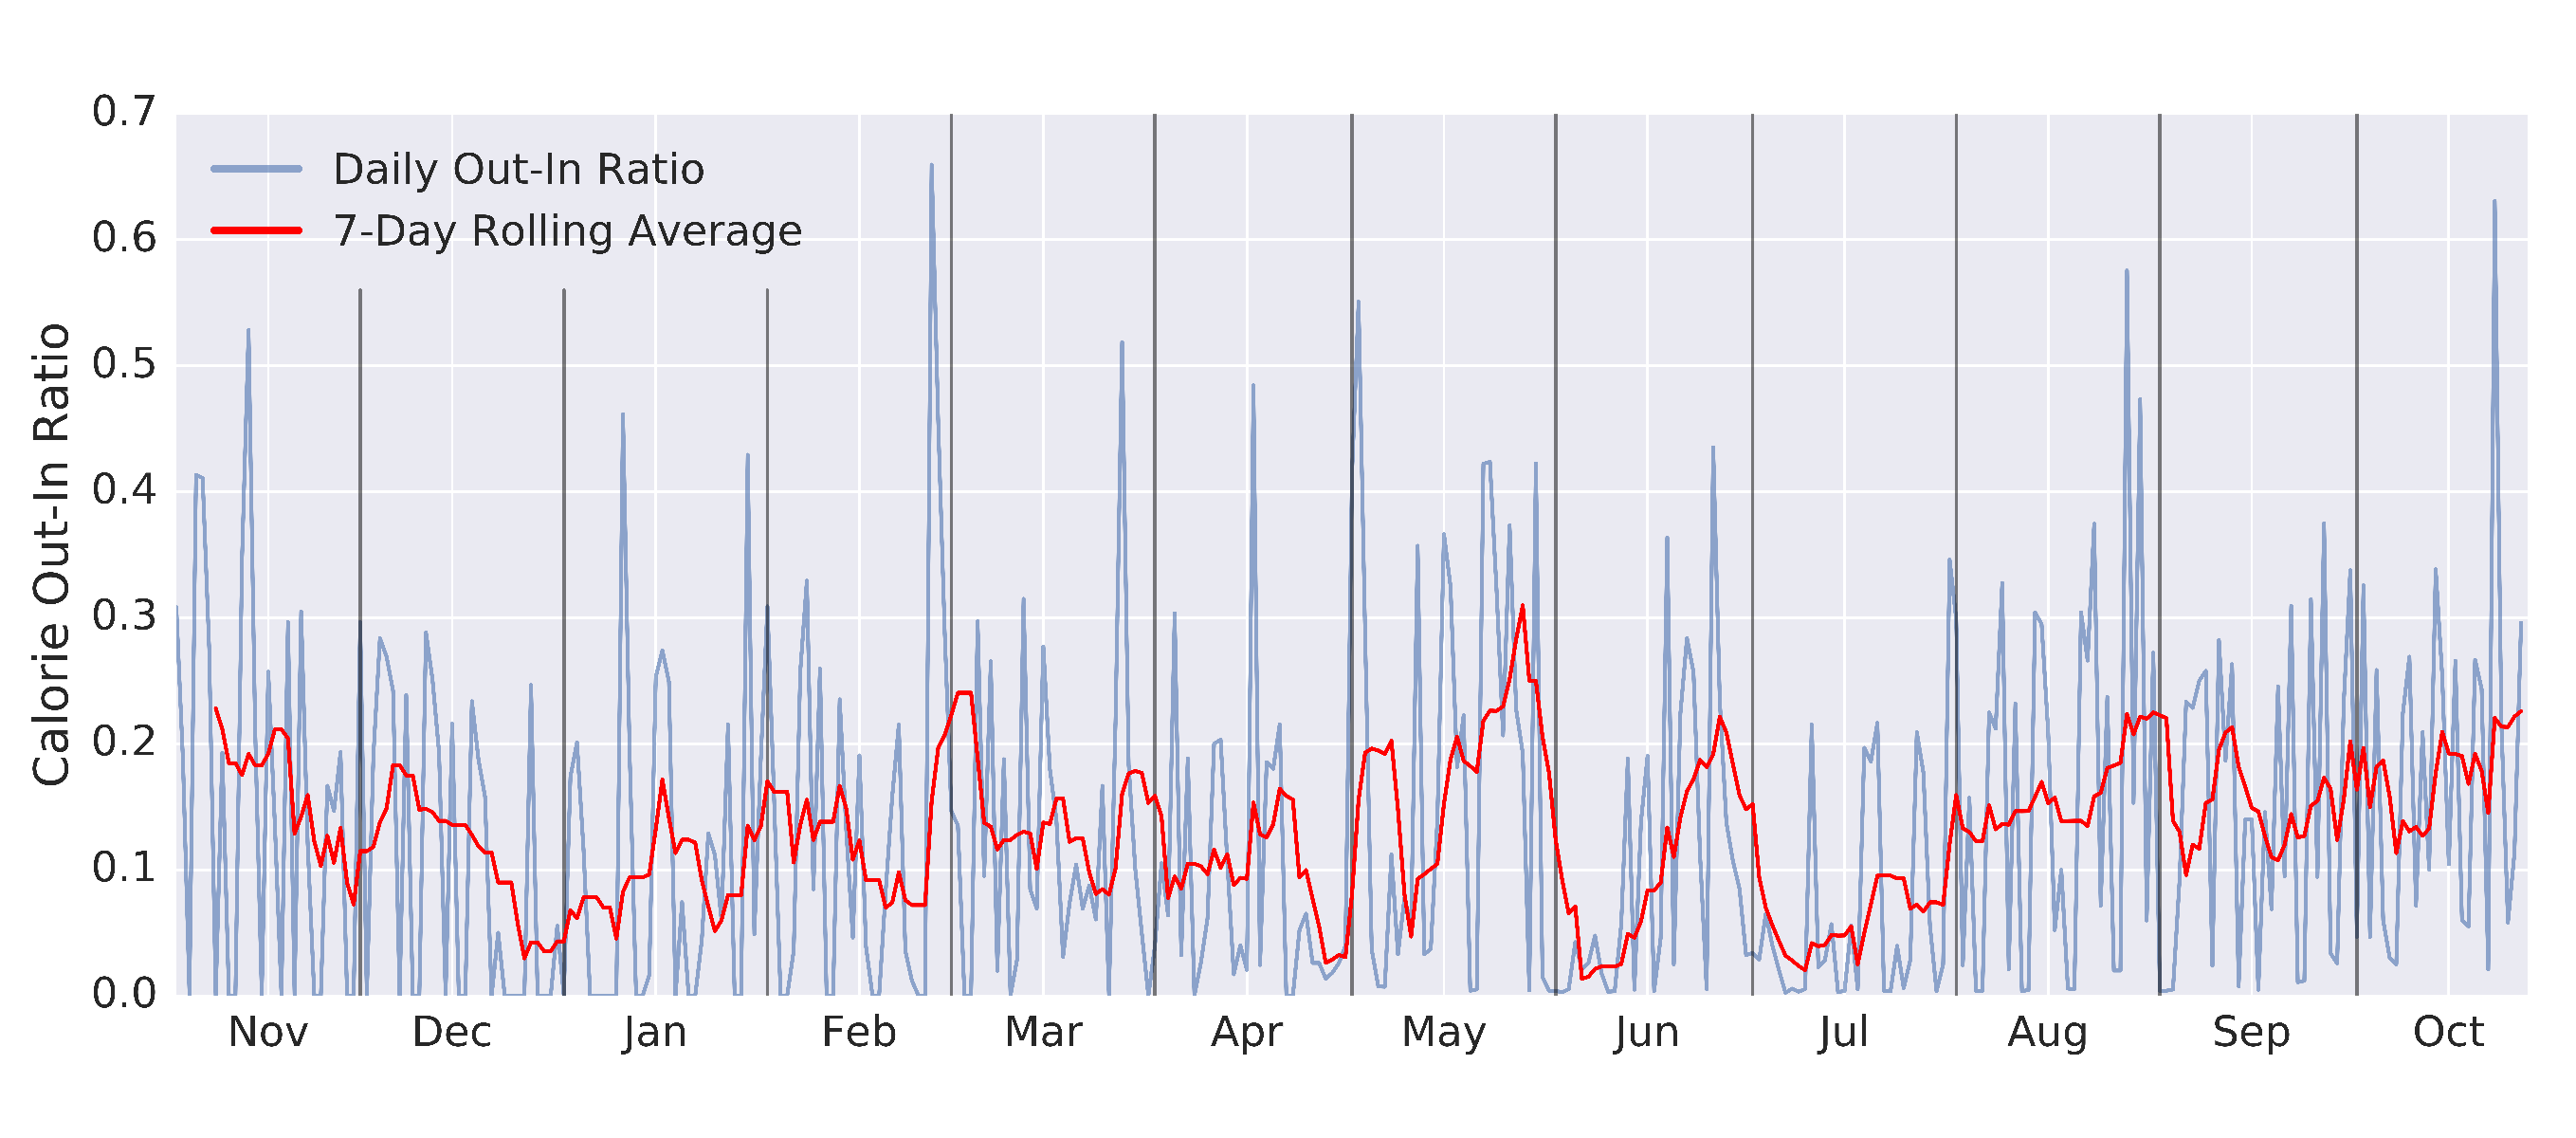 0.7
0.6
0.5
0.4
0.3
0.2
0.1
0.0
Calorie Out-In Ratio
Daily Out-In Ratio
7-Day Rolling Average
Nov Dec Jan Feb Mar Apr May Jun Jul Aug Sep Oct